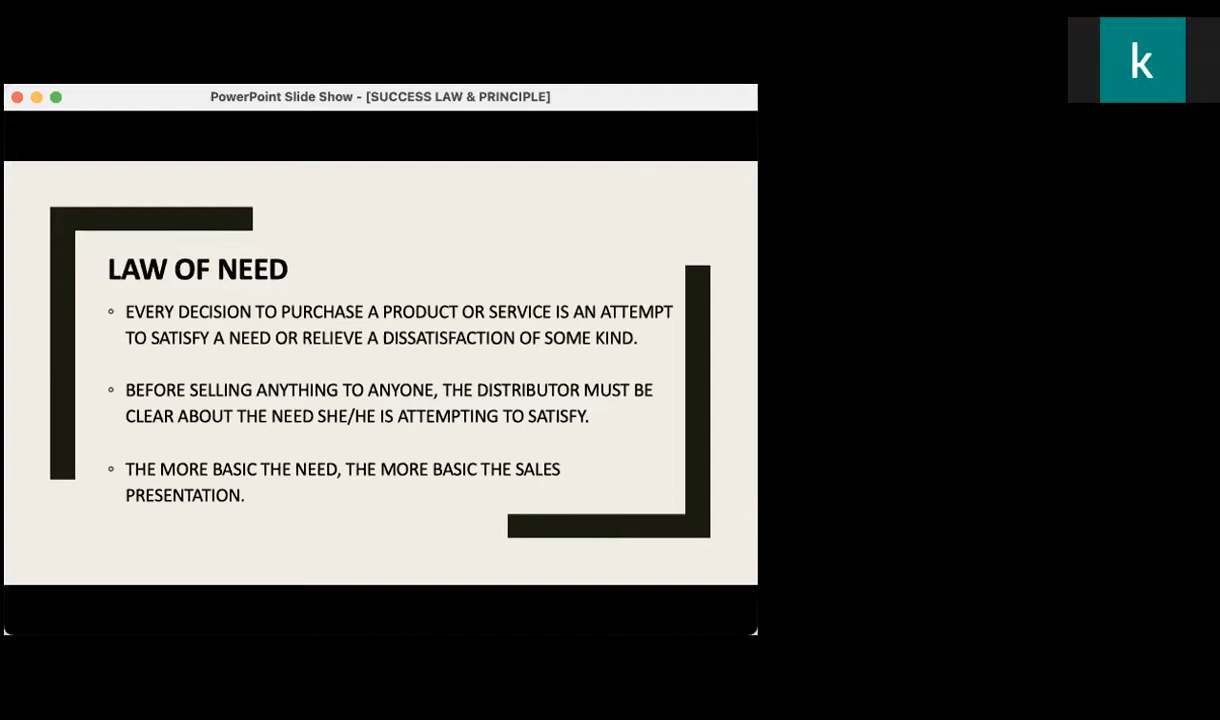 k
PowerPoint Slide Show - [SUCCESS LAW & PRINCIPLE]
LAW OF NEED
◦ EVERY DECISION TO PURCHASE A PRODUCT OR SERVICE IS AN ATTEMPT
TO SATISFY A NEED OR RELIEVE A DISSATISFACTION OF SOME KIND.
◦ BEFORE SELLING ANYTHING TO ANYONE, THE DISTRIBUTOR MUST BE
CLEAR ABOUT THE NEED SHE/HE IS ATTEMPTING TO SATISFY.
◦ THE MORE BASIC THE NEED, THE MORE BASIC THE SALES
PRESENTATION.